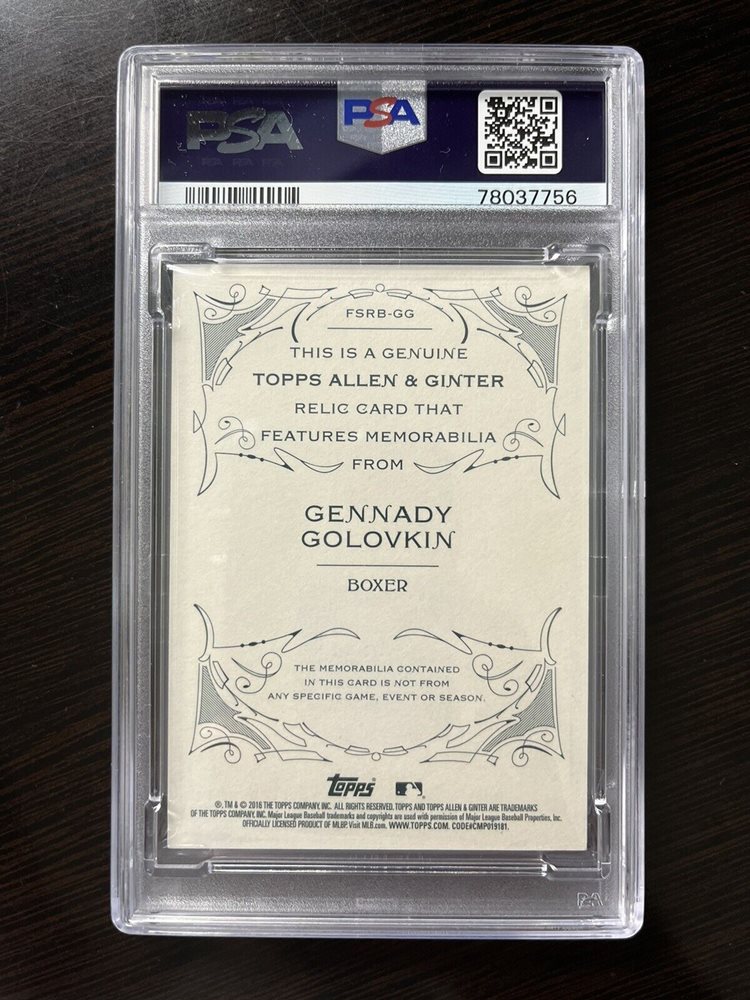 PSA PSA
78037756
FSRB-GG
THIS IS A GENUINE
TOPPS ALLEN & GINTER
RELIC CARD THAT
FEATURES MEMORABILIA
FROM
GENNADY
GOLOVKIN
BOXER
THE MEMORABILIA CONTAINED
IN THIS CARD IS NOT FROM
ANY SPECIFIC GAME, EVENT OR SEASON.
topps
®, TM & © 2016 THE TOPPS COMPANY, INC. ALL RIGHTS RESERVED. TOPPS AND TOPPS ALLEN & GINTER ARE TRADEMARKS
OF THE TOPPS COMPANY, INC. Major League Baseball trademarks and copyrights are used with permission of Major League Baseball Properties, Inc.
OFFICIALLY LICENSED PRODUCT OF MLBP. Visit MLB.com. WWW.TOPPS.COM. CODE#CMP019181.
PSA